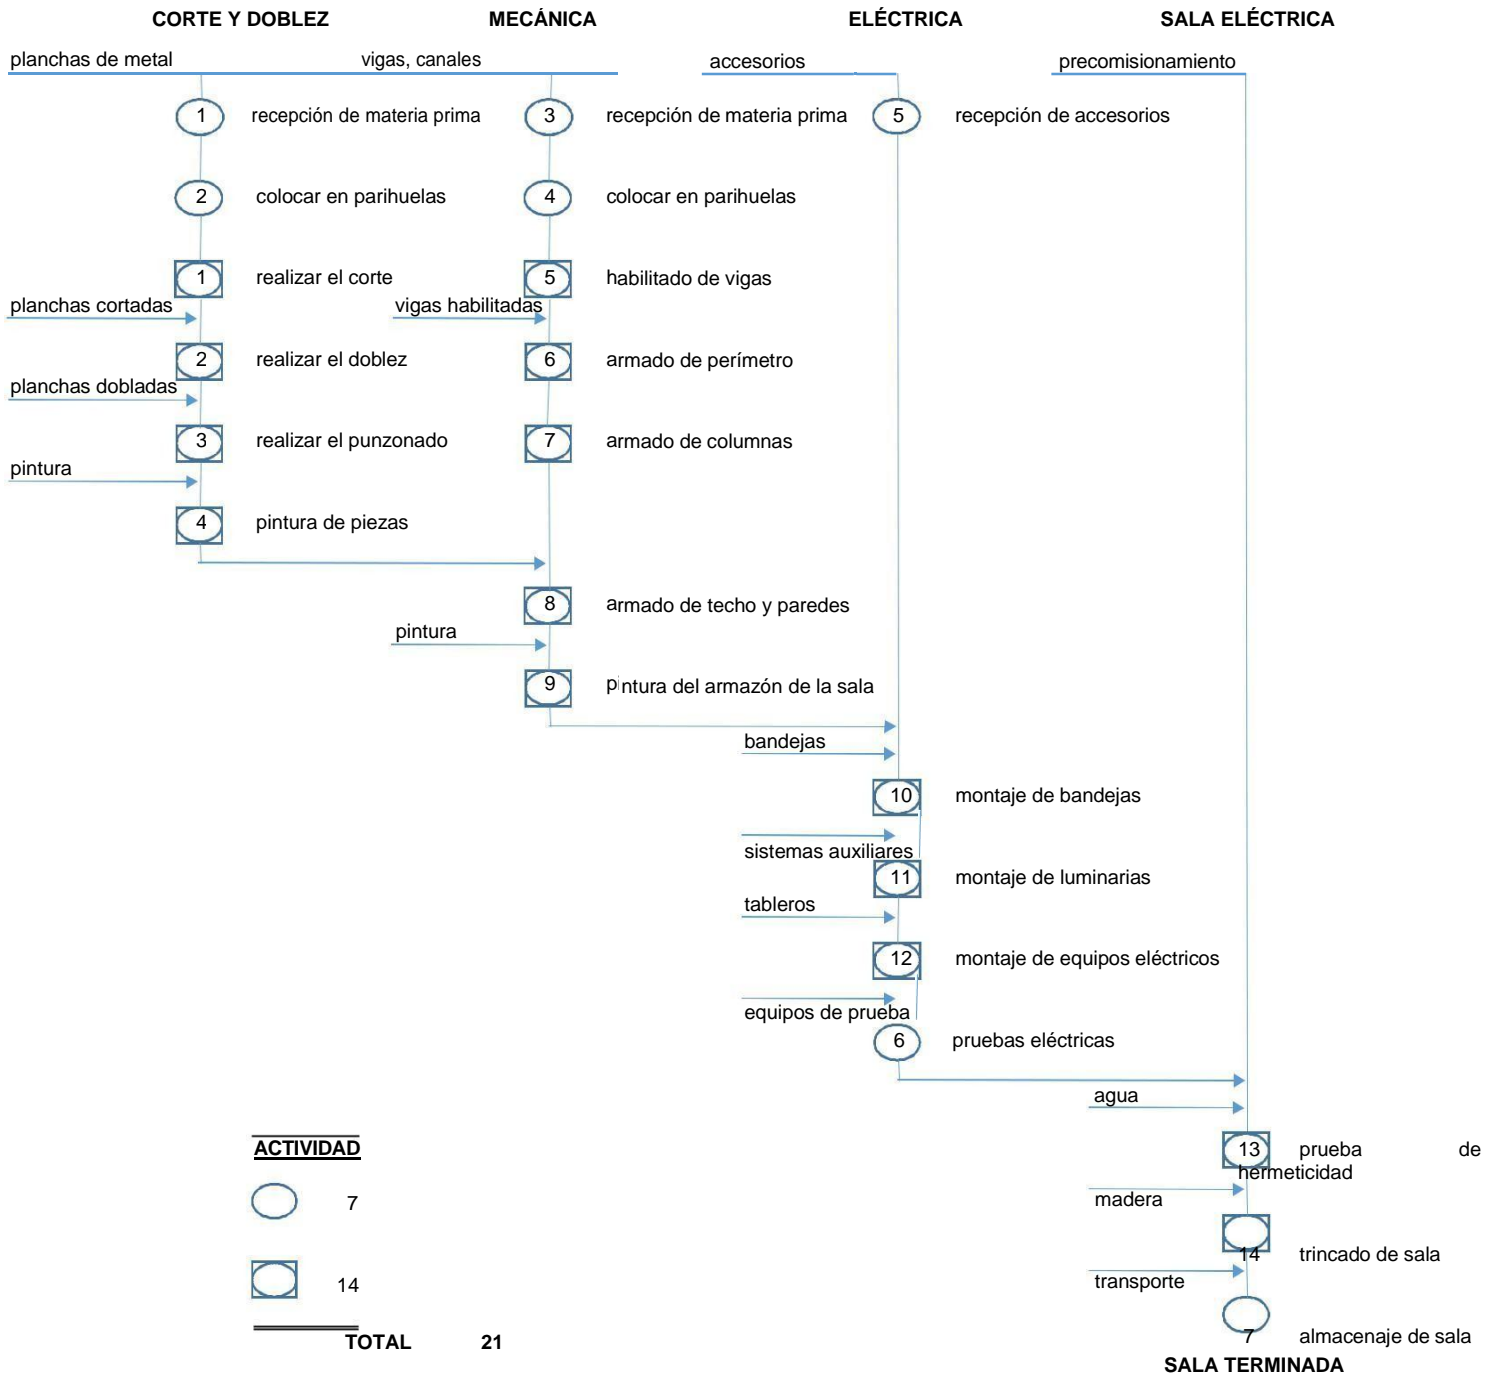 CORTE Y DOBLEZ MECÁNICA ELÉCTRICA SALA ELÉCTRICA
planchas de metal vigas, canales accesorios precomisionamiento
1 recepción de materia prima 3 recepción de materia prima 5 recepción de accesorios
2 colocar en parihuelas 4 colocar en parihuelas
1 realizar el corte 5 habilitado de vigas
planchas cortadas vigas habilitadas
2 realizar el doblez 6 armado de perímetro
planchas dobladas
3 realizar el punzonado 7 armado de columnas
pintura
4 pintura de piezas
8 armado de techo y paredes
pintura
9 pintura del armazón de la sala
bandejas
10 montaje de bandejas
sistemas auxiliares
11 montaje de luminarias
tableros
12 montaje de equipos eléctricos
equipos de prueba
6 pruebas eléctricas
agua
13 prueba de
hermeticidad
madera
14 trincado de sala
transporte
7 almacenaje de sala
SALA TERMINADA
ACTIVIDAD
7
14
TOTAL 21